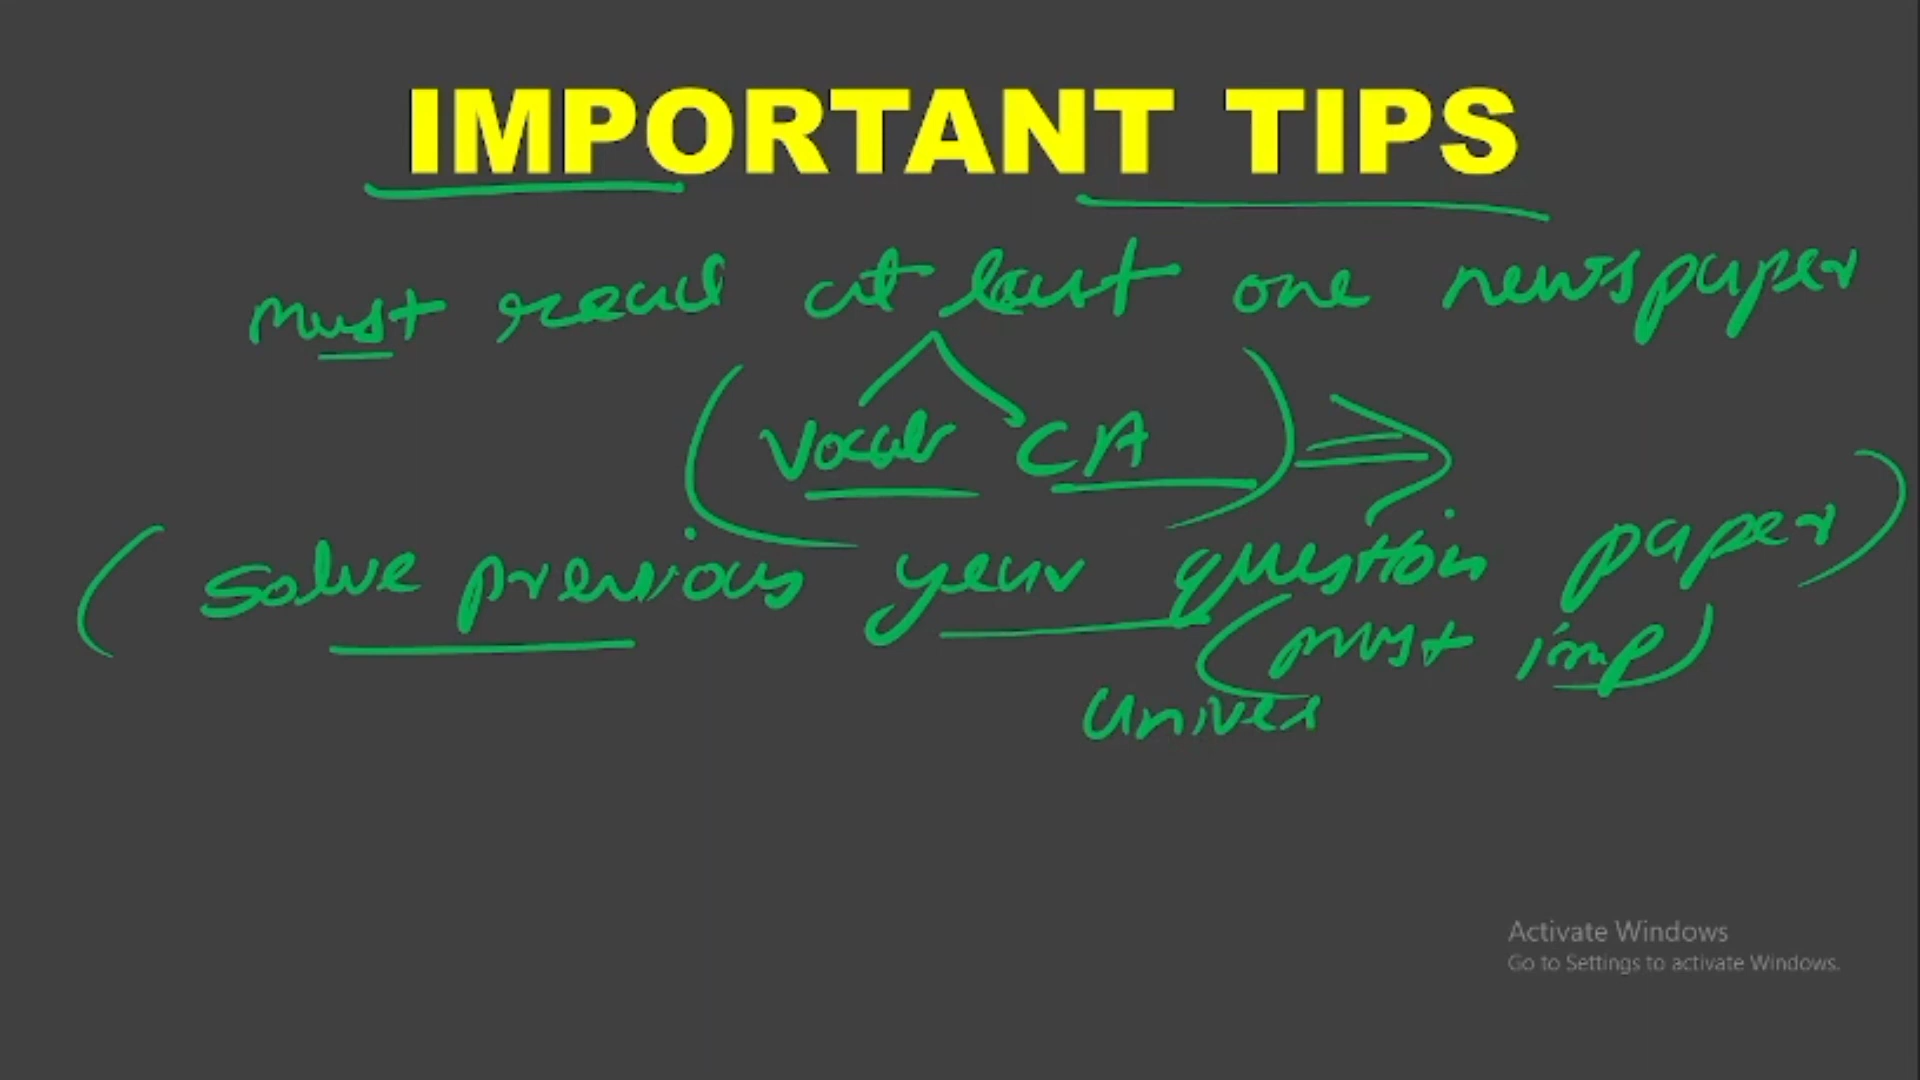 IMPORTANT TIPS
must read at least one newspaper
(vocab CA) ⇒
(solve previous year question paper)
(must imp)
Univer
Activate Windows
Go to Settings to activate Windows.